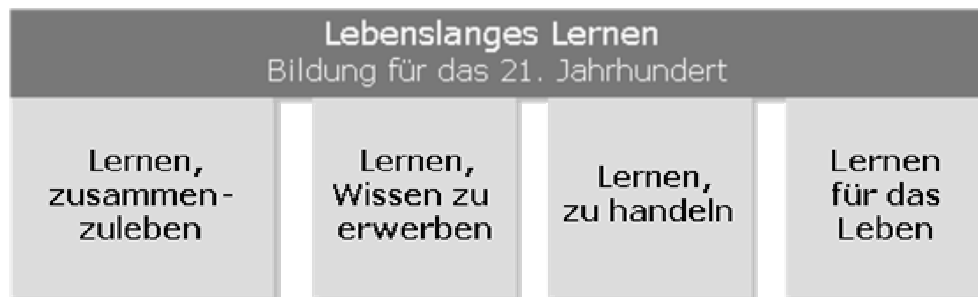 Lebenslanges Lernen
Bildung für das 21. Jahrhundert
Lernen,
zusammen-
zuleben
Lernen,
Wissen zu
erwerben
Lernen,
zu handeln
Lernen
für das
Leben